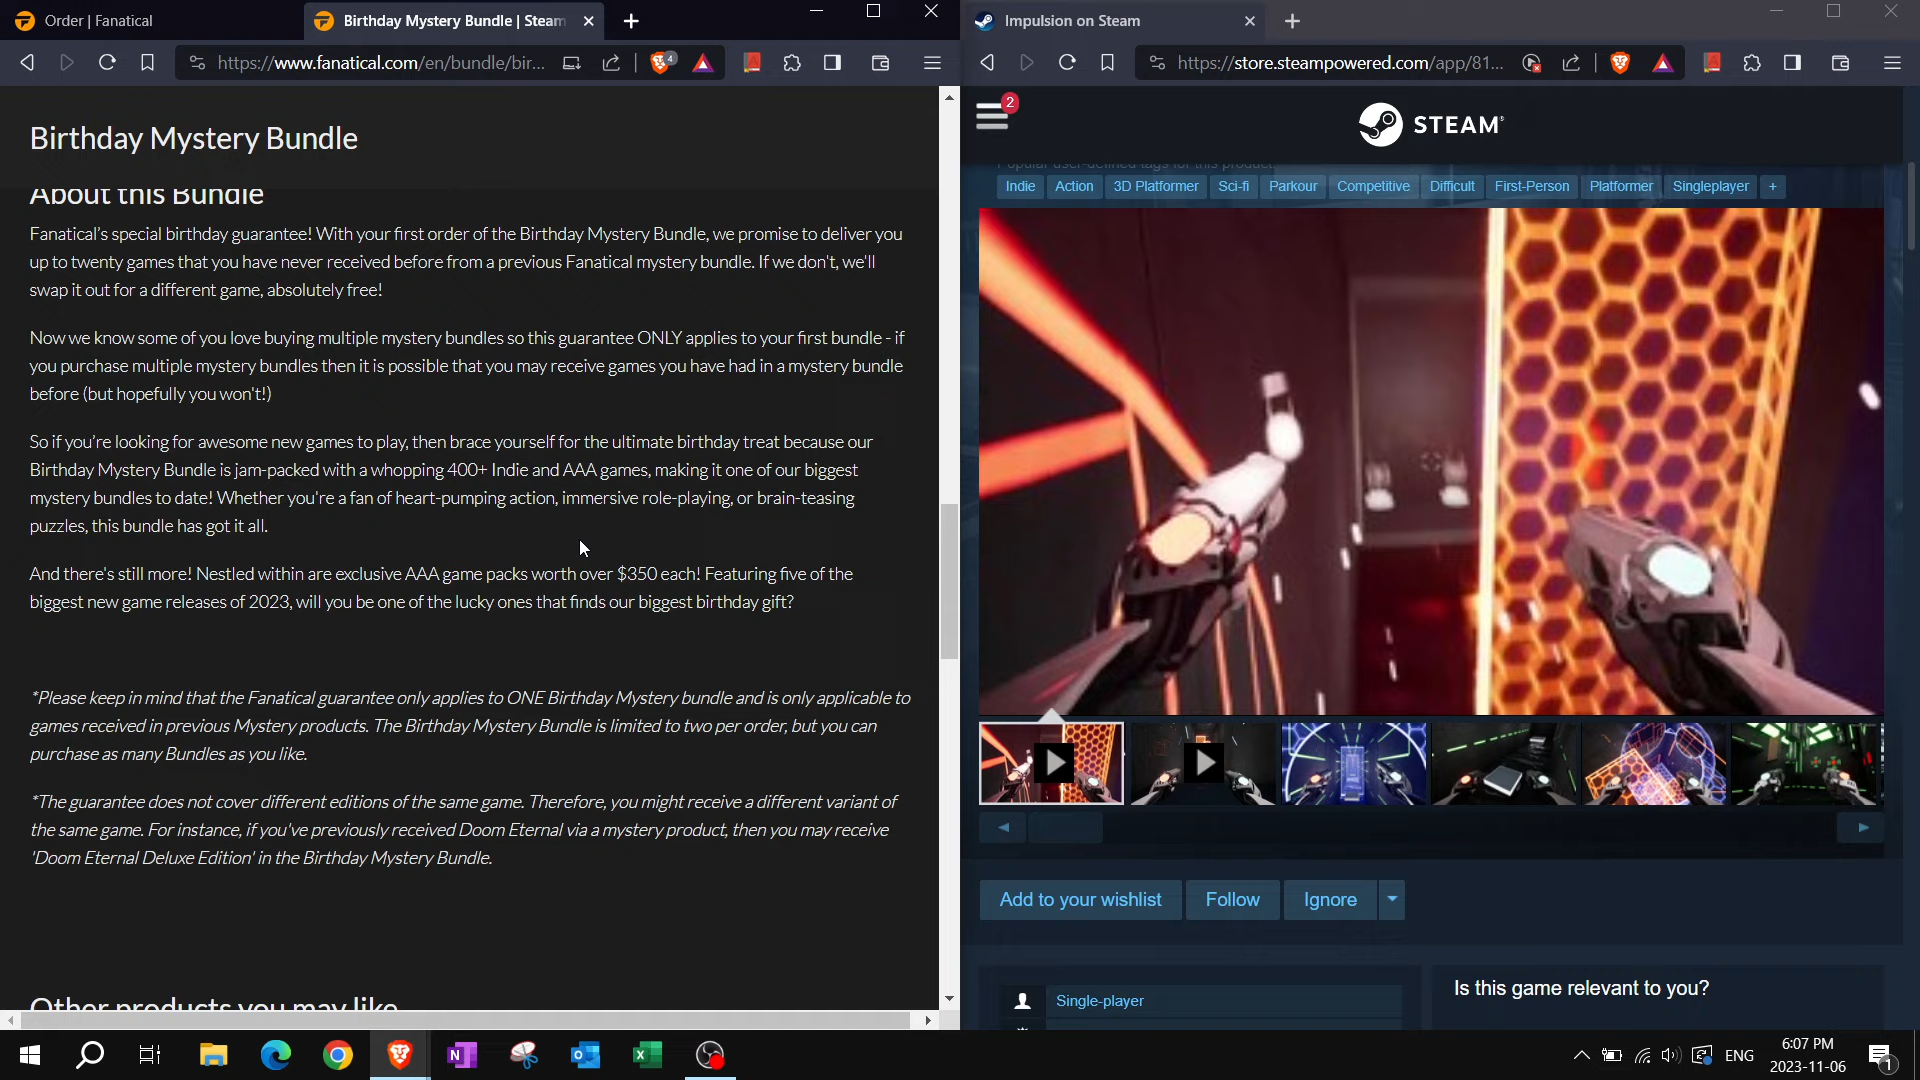 Order | Fanatical
Birthday Mystery Bundle | Steam
https://www.fanatical.com/en/bundle/bir...
4
Birthday Mystery Bundle
About this Bundle
Fanatical's special birthday guarantee! With your first order of the Birthday Mystery Bundle, we promise to deliver you
up to twenty games that you have never received before from a previous Fanatical mystery bundle. If we don't, we'll
swap it out for a different game, absolutely free!
Now we know some of you love buying multiple mystery bundles so this guarantee ONLY applies to your first bundle - if
you purchase multiple mystery bundles then it is possible that you may receive games you have had in a mystery bundle
before (but hopefully you won't!)
So if you're looking for awesome new games to play, then brace yourself for the ultimate birthday treat because our
Birthday Mystery Bundle is jam-packed with a whopping 400+ Indie and AAA games, making it one of our biggest
mystery bundles to date! Whether you're a fan of heart-pumping action, immersive role-playing, or brain-teasing
puzzles, this bundle has got it all.
And there's still more! Nestled within are exclusive AAA game packs worth over $350 each! Featuring five of the
biggest new game releases of 2023, will you be one of the lucky ones that finds our biggest birthday gift?
*Please keep in mind that the Fanatical guarantee only applies to ONE Birthday Mystery bundle and is only applicable to
games received in previous Mystery products. The Birthday Mystery Bundle is limited to two per order, but you can
purchase as many Bundles as you like.
*The guarantee does not cover different editions of the same game. Therefore, you might receive a different variant of
the same game. For instance, if you've previously received Doom Eternal via a mystery product, then you may receive
'Doom Eternal Deluxe Edition' in the Birthday Mystery Bundle.
Other products you may like
Impulsion on Steam
https://store.steampowered.com/app/81...
2
STEAM
Popular user-defined tags for this product:
Indie Action 3D Platformer Sci-fi Parkour Competitive Difficult First-Person Platformer Singleplayer +
Add to your wishlist Follow Ignore
Single-player
Is this game relevant to you?
ENG
6:07 PM
2023-11-06
1